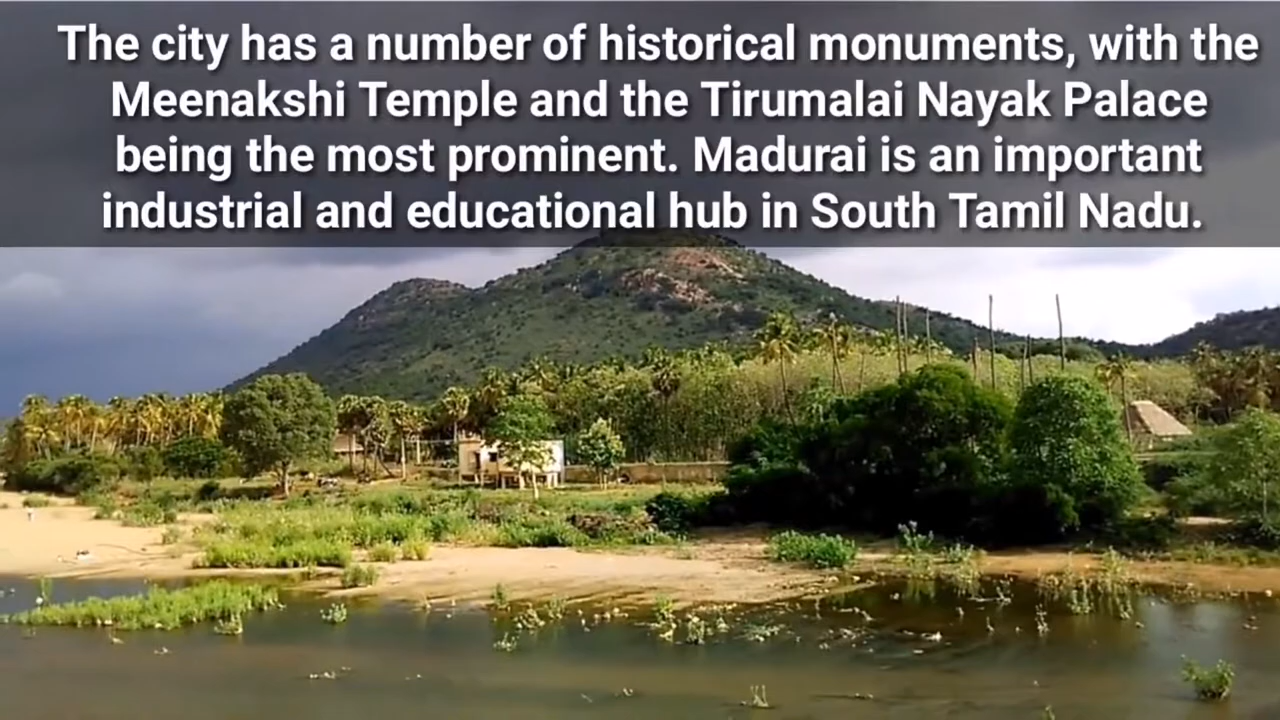 The city has a number of historical monuments, with the
Meenakshi Temple and the Tirumalai Nayak Palace
being the most prominent. Madurai is an important
industrial and educational hub in South Tamil Nadu.